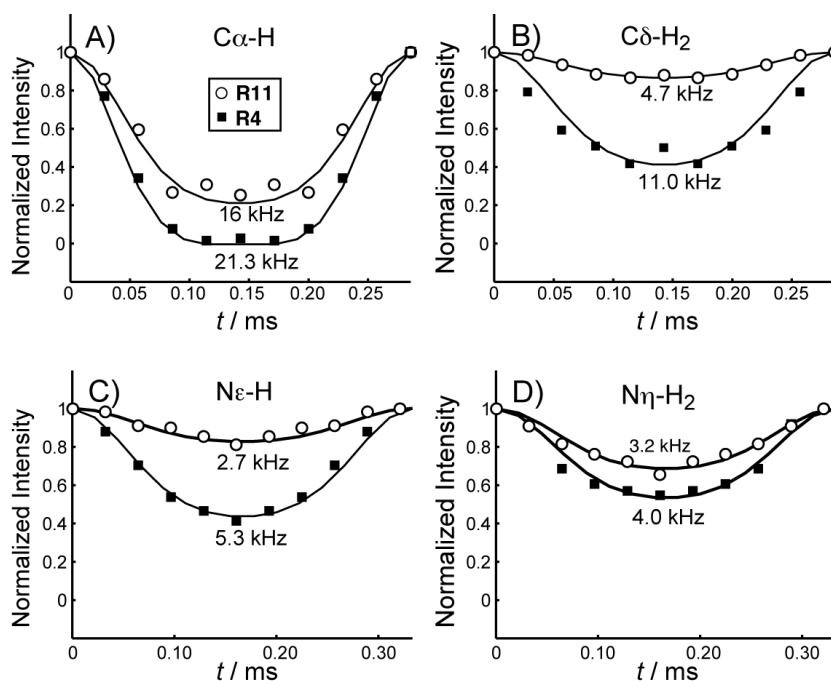 A)
Cα-H
R11
R4
16 kHz
21.3 kHz
Normalized Intensity
1
0.8
0.6
0.4
0.2
0
0
0.05
0.10
0.15
0.20
0.25
t / ms
B)
Cδ-H2
4.7 kHz
11.0 kHz
Normalized Intensity
1
0.8
0.6
0.4
0.2
0
0
0.05
0.10
0.15
0.20
0.25
t / ms
C)
Nε-H
2.7 kHz
5.3 kHz
Normalized Intensity
1
0.8
0.6
0.4
0.2
0
0
0.10
0.20
0.30
t / ms
D)
Nη-H2
3.2 kHz
4.0 kHz
Normalized Intensity
1
0.8
0.6
0.4
0.2
0
0
0.10
0.20
0.30
t / ms